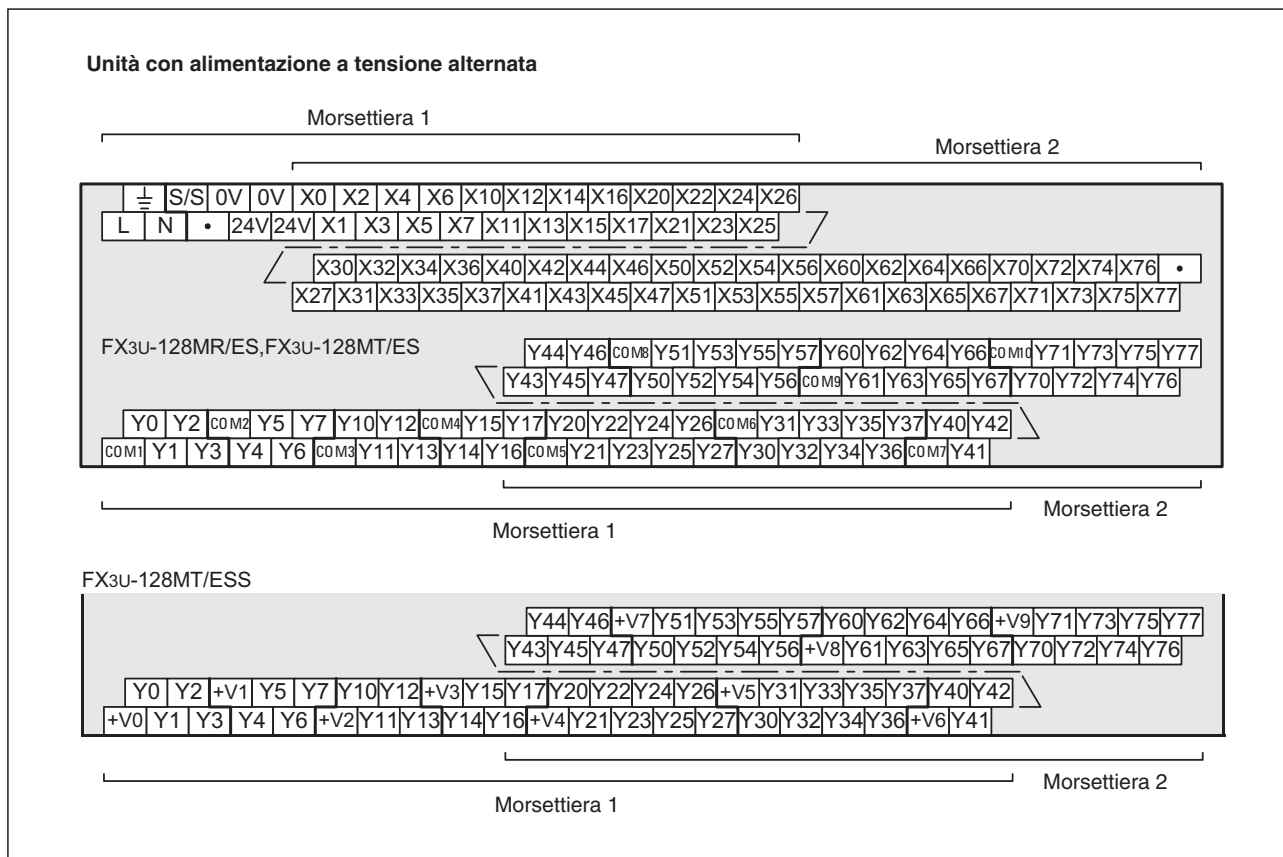 Unità con alimentazione a tensione alternata
Morsettiera 1
Morsettiera 2
⏚ S/S 0V 0V X0 X2 X4 X6 X10 X12 X14 X16 X20 X22 X24 X26
L N • 24V 24V X1 X3 X5 X7 X11 X13 X15 X17 X21 X23 X25
X30 X32 X34 X36 X40 X42 X44 X46 X50 X52 X54 X56 X60 X62 X64 X66 X70 X72 X74 X76 •
X27 X31 X33 X35 X37 X41 X43 X45 X47 X51 X53 X55 X57 X61 X63 X65 X67 X71 X73 X75 X77
FX3U-128MR/ES,FX3U-128MT/ES
Y44 Y46 COM8 Y51 Y53 Y55 Y57 Y60 Y62 Y64 Y66 COM10 Y71 Y73 Y75 Y77
Y43 Y45 Y47 Y50 Y52 Y54 Y56 COM9 Y61 Y63 Y65 Y67 Y70 Y72 Y74 Y76
Y0 Y2 COM2 Y5 Y7 Y10 Y12 COM4 Y15 Y17 Y20 Y22 Y24 Y26 COM6 Y31 Y33 Y35 Y37 Y40 Y42
COM1 Y1 Y3 Y4 Y6 COM3 Y11 Y13 Y14 Y16 COM5 Y21 Y23 Y25 Y27 Y30 Y32 Y34 Y36 COM7 Y41
Morsettiera 2
Morsettiera 1
FX3U-128MT/ESS
Y44 Y46 +V7 Y51 Y53 Y55 Y57 Y60 Y62 Y64 Y66 +V9 Y71 Y73 Y75 Y77
Y43 Y45 Y47 Y50 Y52 Y54 Y56 +V8 Y61 Y63 Y65 Y67 Y70 Y72 Y74 Y76
Y0 Y2 +V1 Y5 Y7 Y10 Y12 +V3 Y15 Y17 Y20 Y22 Y24 Y26 +V5 Y31 Y33 Y35 Y37 Y40 Y42
+V0 Y1 Y3 Y4 Y6 +V2 Y11 Y13 Y14 Y16 +V4 Y21 Y23 Y25 Y27 Y30 Y32 Y34 Y36 +V6 Y41
Morsettiera 2
Morsettiera 1